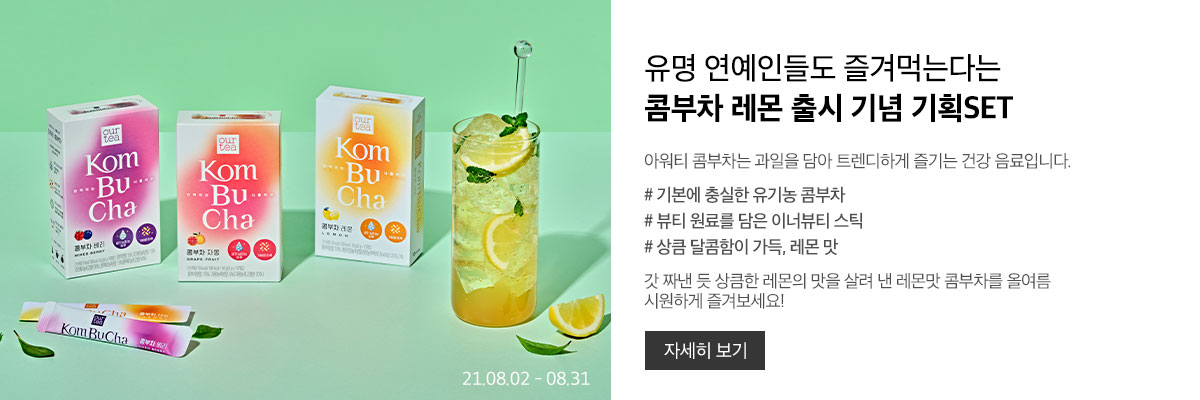 our
tea
Kom
Bu
Cha
콤부차 베리
MIXED BERRY
our
tea
Kom
Bu
Cha
콤부차 자몽
GRAPE FRUIT
our
tea
Kom
Bu
Cha
콤부차 레몬
LEMON
our
tea
KomBuCha
콤부차 베리
21.08.02 - 08.31
유명 연예인들도 즐겨먹는다는
콤부차 레몬 출시 기념 기획SET
아워티 콤부차는 과일을 담아 트렌디하게 즐기는 건강 음료입니다.
# 기본에 충실한 유기농 콤부차
# 뷰티 원료를 담은 이너뷰티 스틱
# 상큼 달콤함이 가득, 레몬 맛
갓 짜낸 듯 상큼한 레몬의 맛을 살려 낸 레몬맛 콤부차를 올여름
시원하게 즐겨보세요!
자세히 보기